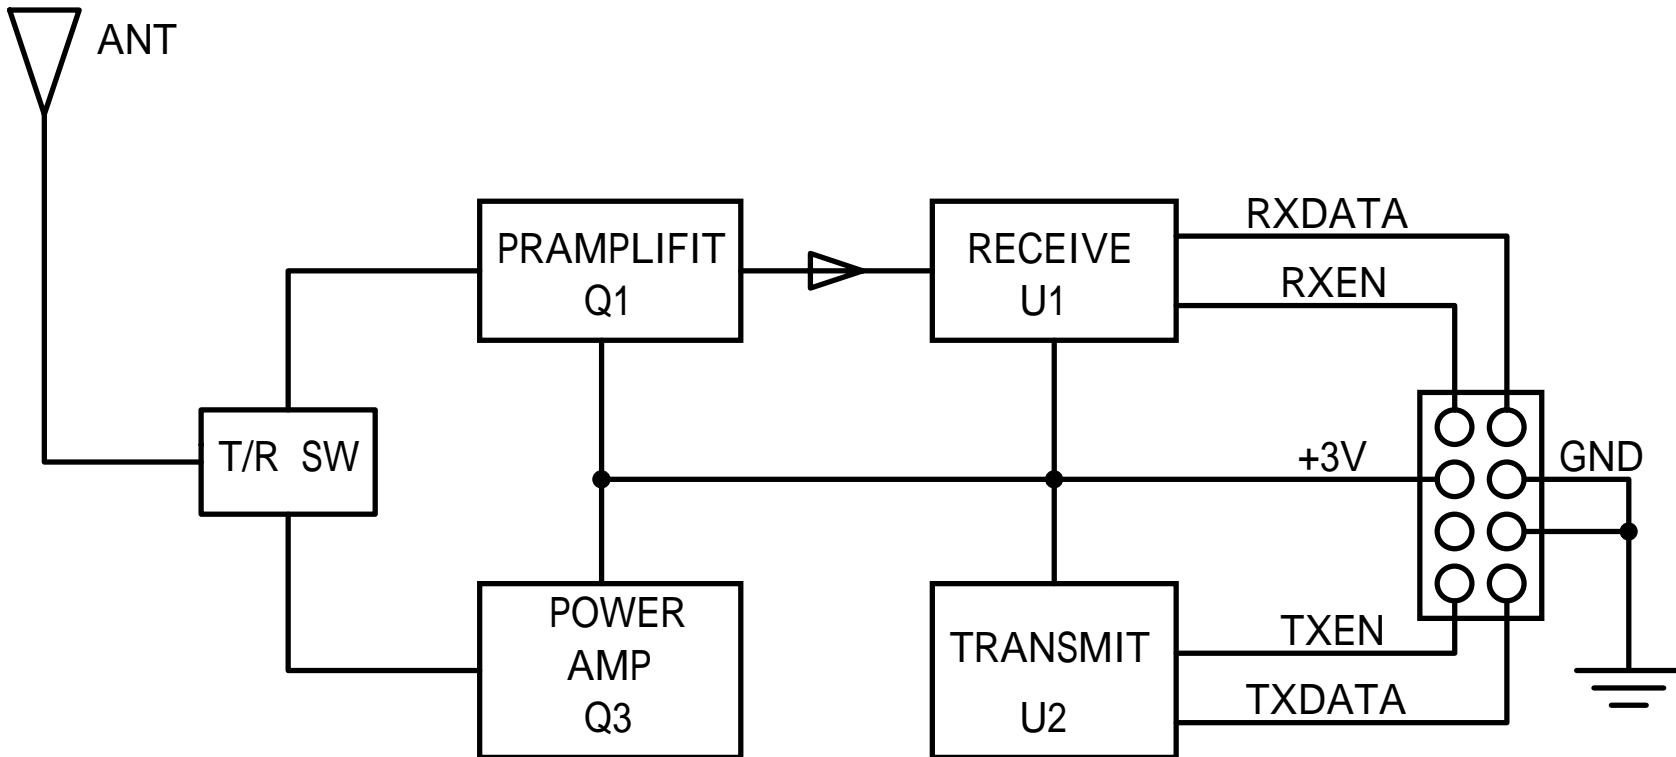 ANT
PRAMPLIFIT
Q1
RECEIVE
U1
RXDATA
RXEN
T/R SW
+3V
GND
POWER
AMP
Q3
TRANSMIT
U2
TXEN
TXDATA